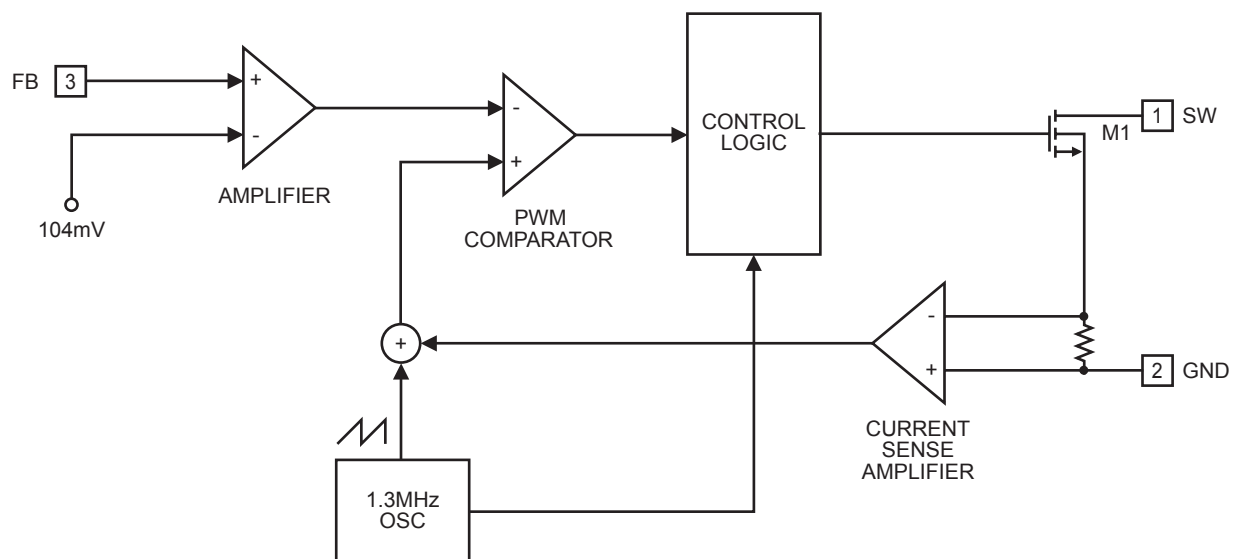 FB 3
+
-
104mV
AMPLIFIER
-
+
PWM
COMPARATOR
CONTROL
LOGIC
M1
1 SW
+
-
+
2 GND
CURRENT
SENSE
AMPLIFIER
1.3MHz
OSC